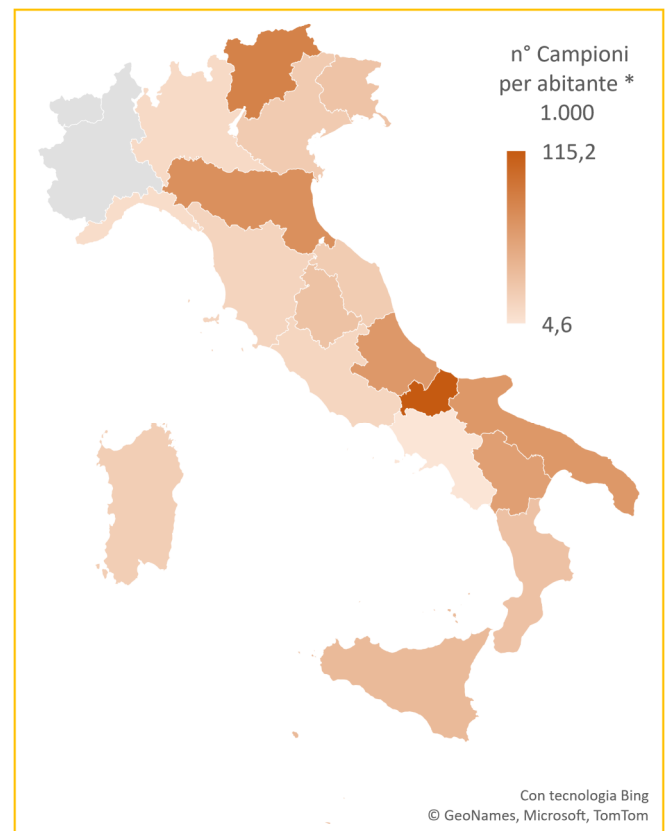 n° Campioni
per abitante *
1.000
115,2
4,6
Con tecnologia Bing
© GeoNames, Microsoft, TomTom